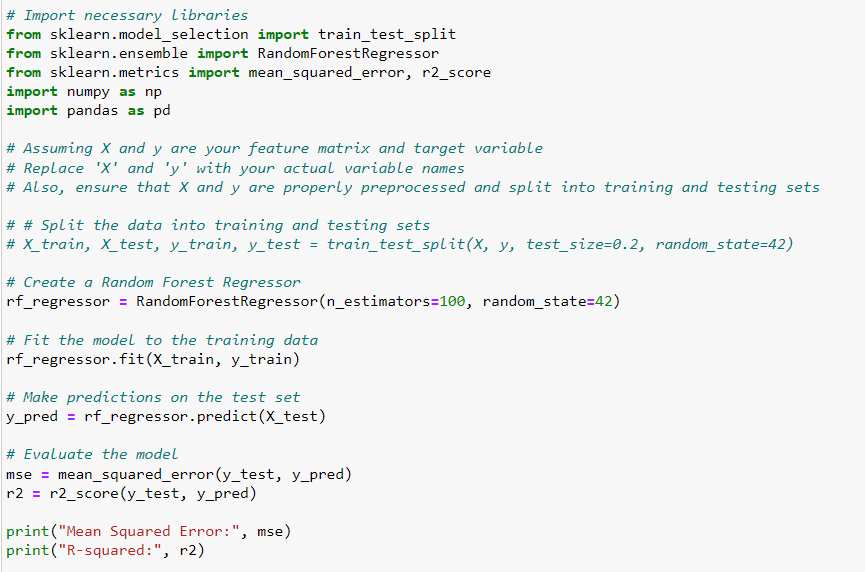 # Import necessary libraries
from sklearn.model_selection import train_test_split
from sklearn.ensemble import RandomForestRegressor
from sklearn.metrics import mean_squared_error, r2_score
import numpy as np
import pandas as pd

# Assuming X and y are your feature matrix and target variable
# Replace 'X' and 'y' with your actual variable names
# Also, ensure that X and y are properly preprocessed and split into training and testing sets

# # Split the data into training and testing sets
# X_train, X_test, y_train, y_test = train_test_split(X, y, test_size=0.2, random_state=42)

# Create a Random Forest Regressor
rf_regressor = RandomForestRegressor(n_estimators=100, random_state=42)

# Fit the model to the training data
rf_regressor.fit(X_train, y_train)

# Make predictions on the test set
y_pred = rf_regressor.predict(X_test)

# Evaluate the model
mse = mean_squared_error(y_test, y_pred)
r2 = r2_score(y_test, y_pred)

print("Mean Squared Error:", mse)
print("R-squared:", r2)